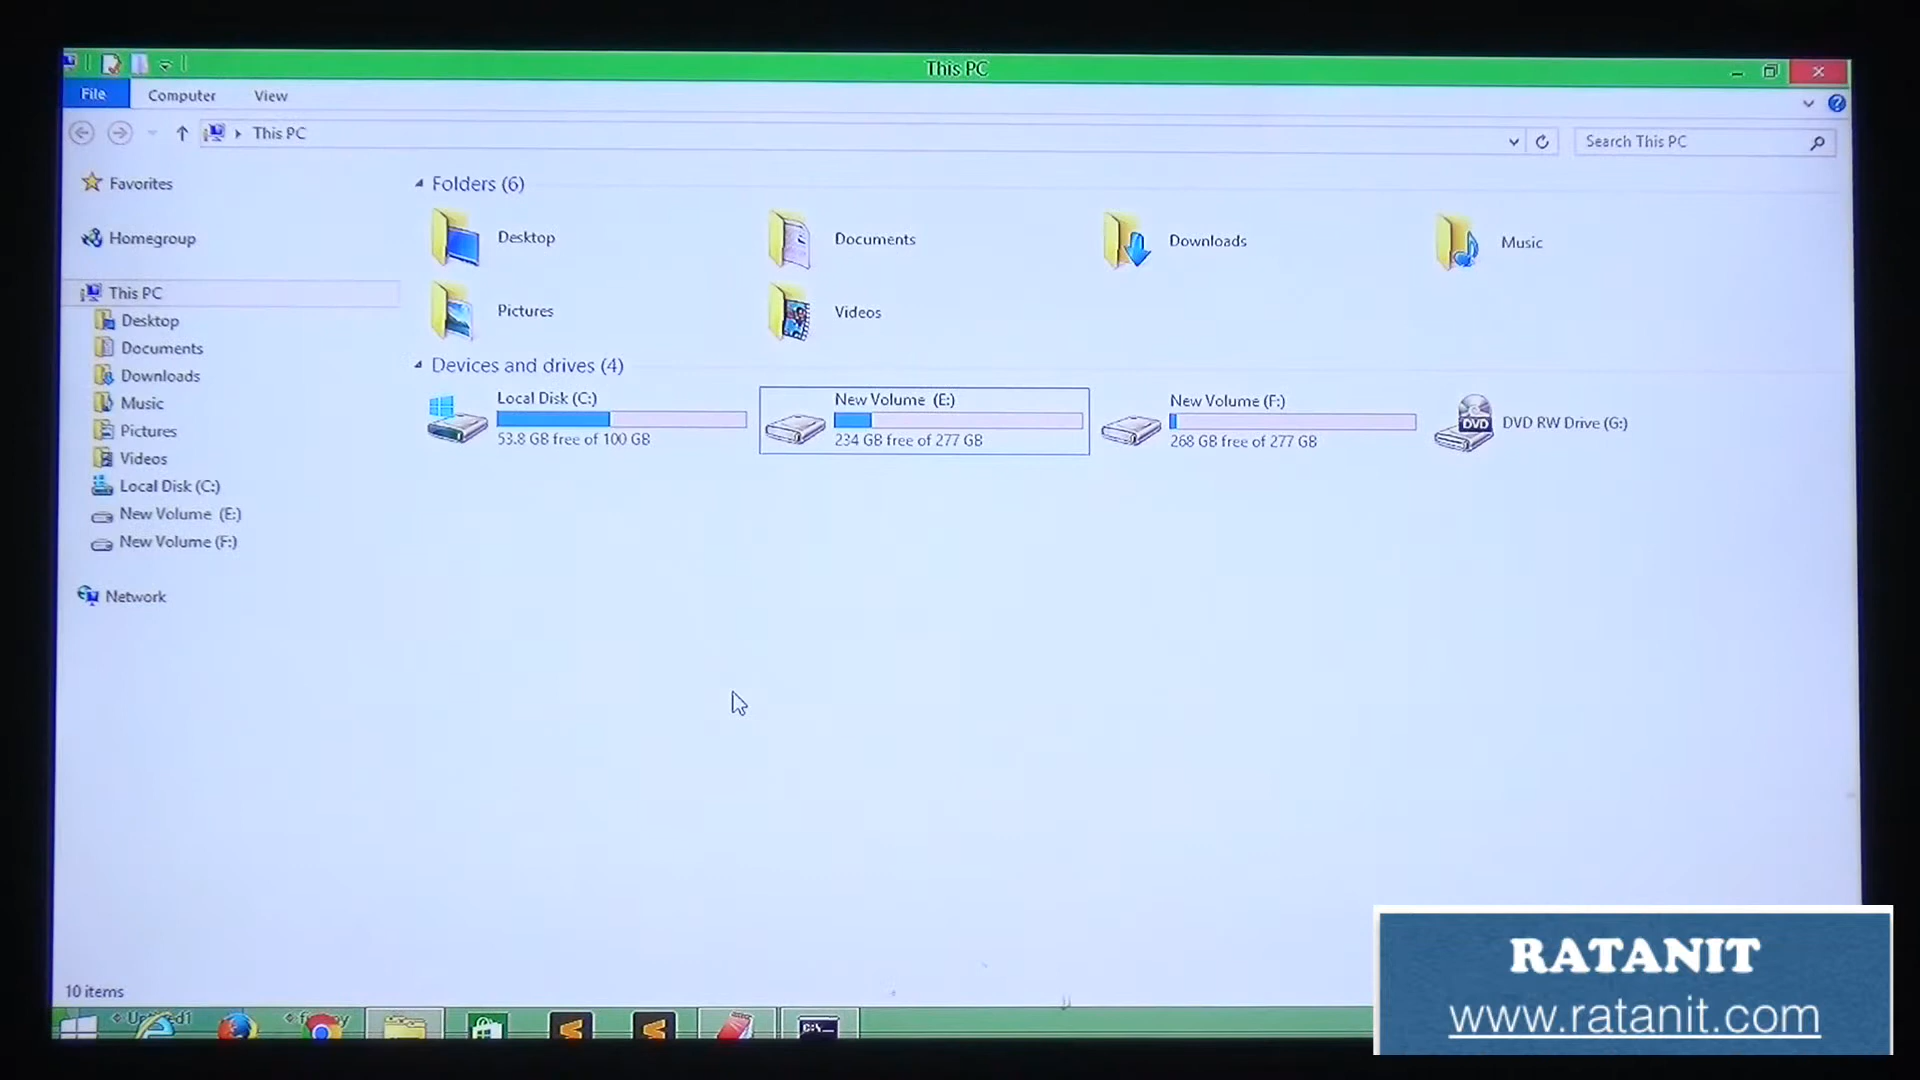 This PC
File Computer View
This PC
Search This PC
Favorites
Homegroup
This PC
Desktop
Documents
Downloads
Music
Pictures
Videos
Local Disk (C:)
New Volume (E:)
New Volume (F:)
Network
Folders (6)
Desktop
Documents
Downloads
Music
Pictures
Videos
Devices and drives (4)
Local Disk (C:)
53.8 GB free of 100 GB
New Volume (E:)
234 GB free of 277 GB
New Volume (F:)
268 GB free of 277 GB
DVD
DVD RW Drive (G:)
10 items
C:\
RATANIT
www.ratanit.com